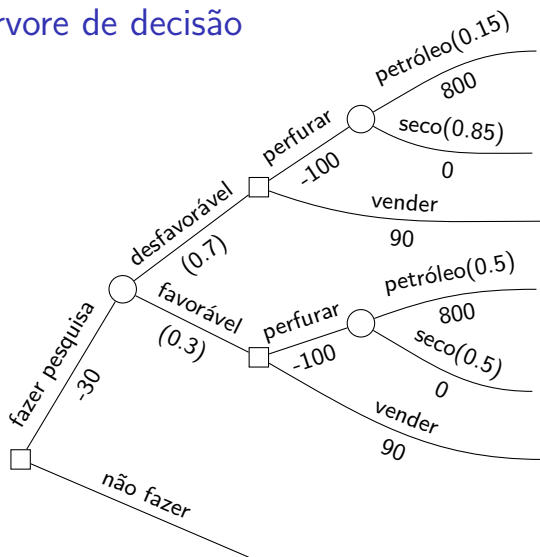 rvore de decisão
petróleo(0.15)
800
perfurar
-100
seco(0.85)
0
desfavorável
(0.7)
vender
90
favorável
(0.3)
petróleo(0.5)
800
perfurar
-100
seco(0.5)
0
fazer pesquisa
-30
vender
90
não fazer